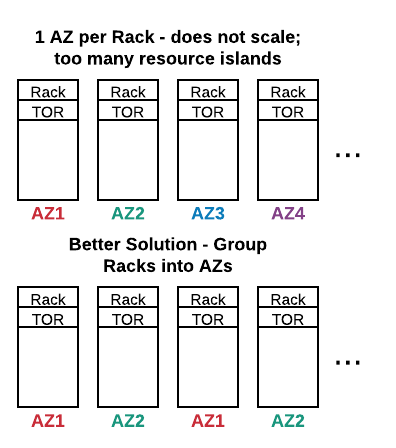 1 AZ per Rack - does not scale;
too many resource islands
Rack Rack Rack Rack
TOR TOR TOR TOR
...
AZ1 AZ2 AZ3 AZ4
Better Solution - Group
Racks into AZs
Rack Rack Rack Rack
TOR TOR TOR TOR
...
AZ1 AZ2 AZ1 AZ2